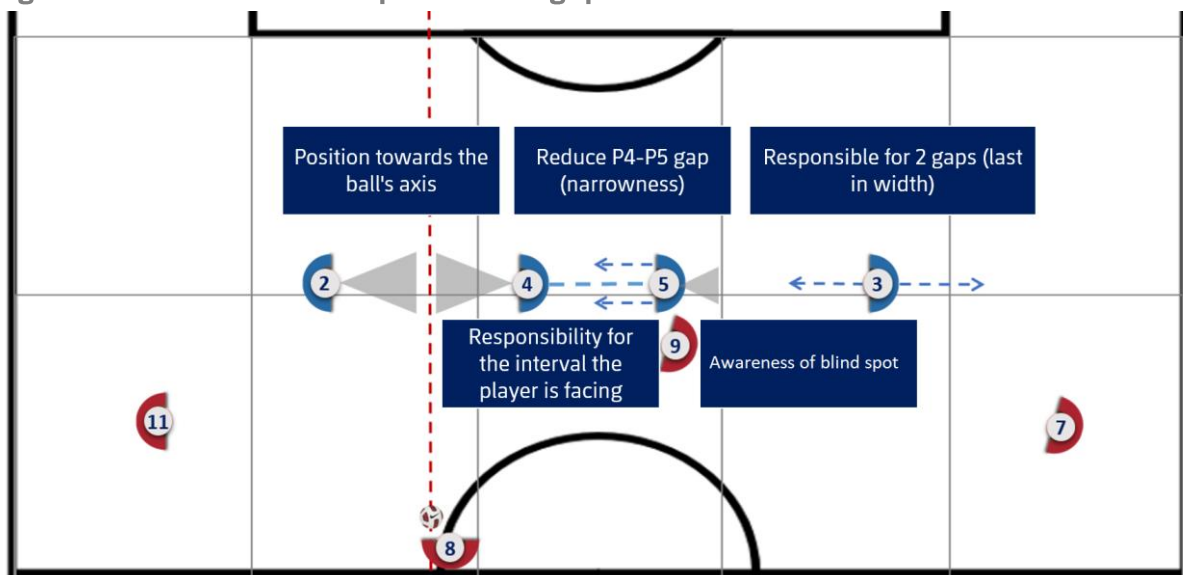 Position towards the
ball's axis
Reduce P4-P5 gap
(narrowness)
Responsible for 2 gaps (last
in width)
2
4
5
3
Responsibility for
the interval the
player is facing
9
Awareness of blind spot
11
7
8